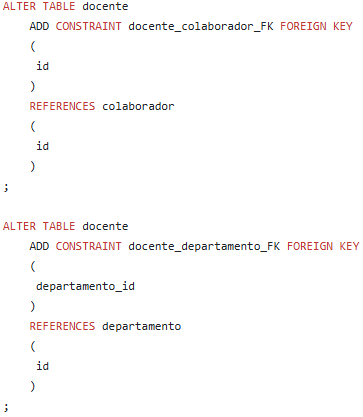 ALTER TABLE docente
ADD CONSTRAINT docente_colaborador_FK FOREIGN KEY
(
id
)
REFERENCES colaborador
(
id
)
;
ALTER TABLE docente
ADD CONSTRAINT docente_departamento_FK FOREIGN KEY
(
departamento_id
)
REFERENCES departamento
(
id
)
;